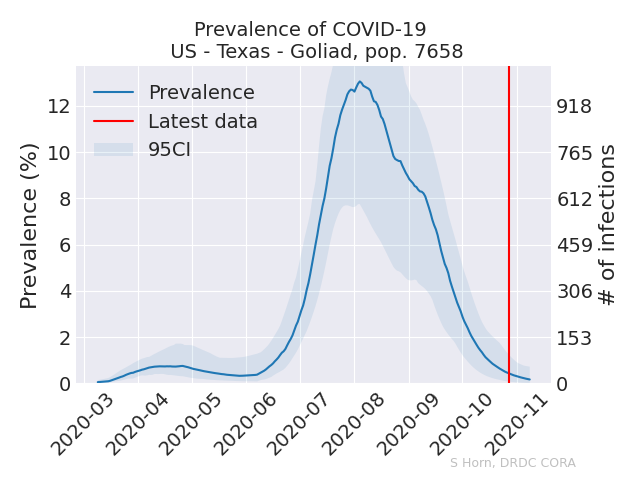 Prevalence of COVID-19
US - Texas - Goliad, pop. 7658
Prevalence
Latest data
95CI
Prevalence (%)
12
10
8
6
4
2
0
918
765
612
459
306
153
0
# of infections
2020-03
2020-04
2020-05
2020-06
2020-07
2020-08
2020-09
2020-10
2020-11
S Horn, DRDC CORA